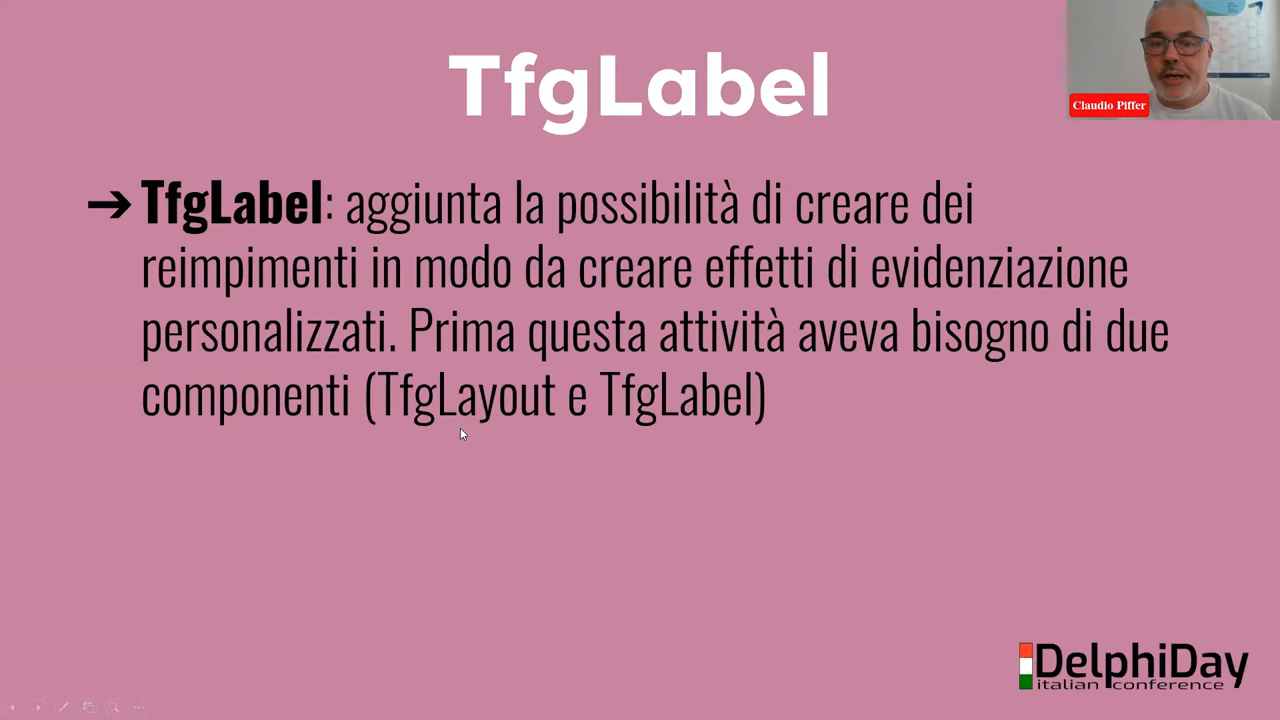 TfgLabel
Claudio Piffer
➔ TfgLabel: aggiunta la possibilità di creare dei
reimpimenti in modo da creare effetti di evidenziazione
personalizzati. Prima questa attività aveva bisogno di due
componenti (TfgLayout e TfgLabel)
DelphiDay
italian conference